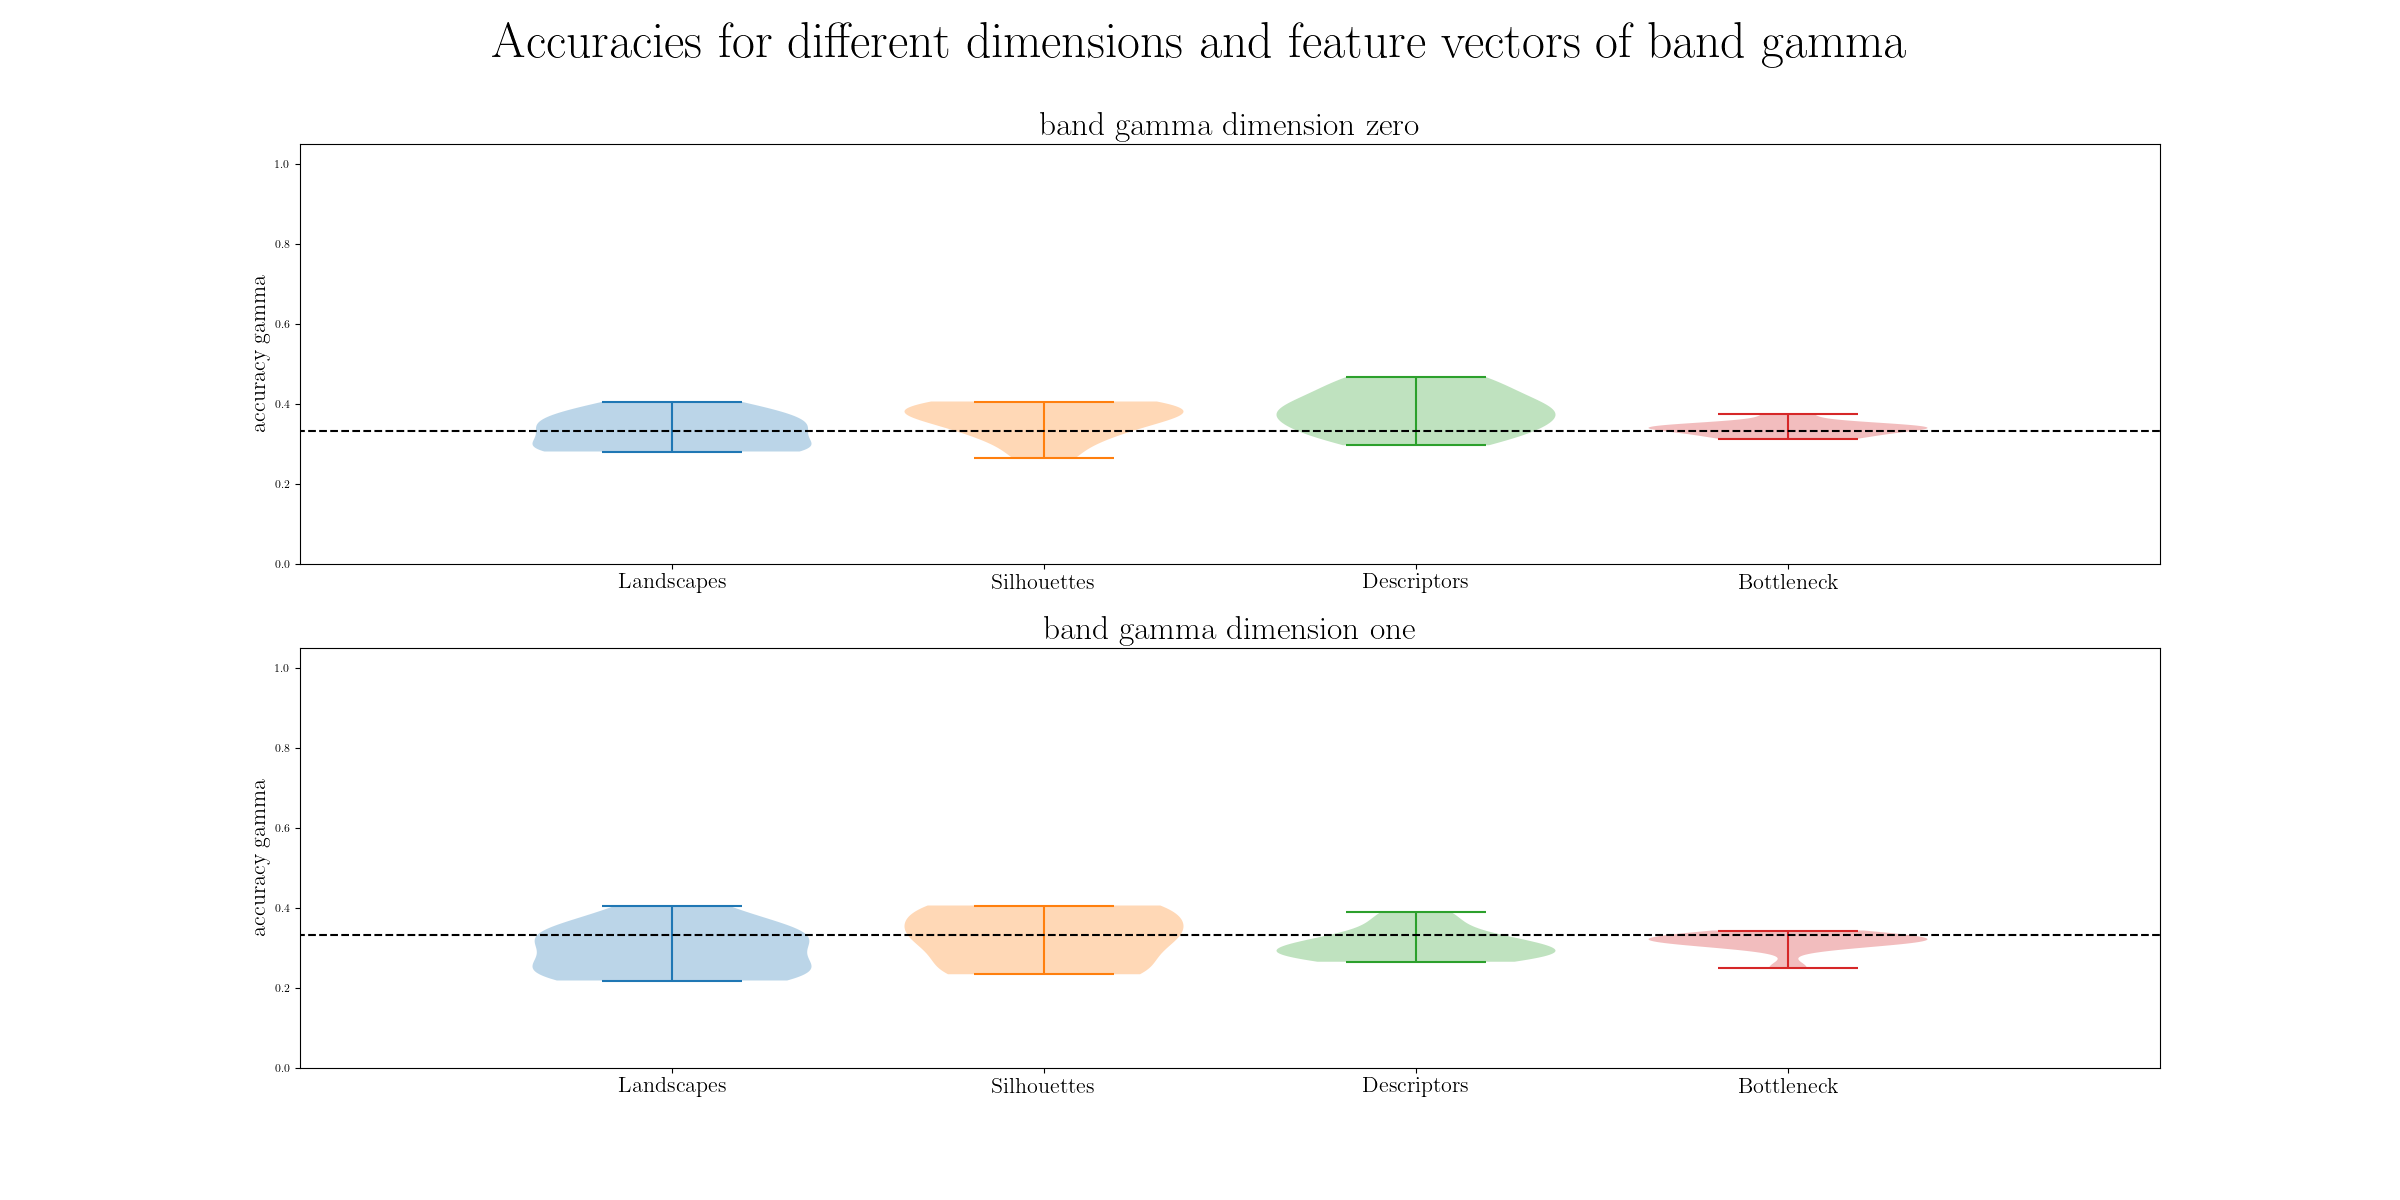 Accuracies for different dimensions and feature vectors of band gamma
band gamma dimension zero
1.0
0.8
0.6
0.4
0.2
0.0
accuracy gamma
Landscapes Silhouettes Descriptors Bottleneck
band gamma dimension one
1.0
0.8
0.6
0.4
0.2
0.0
accuracy gamma
Landscapes Silhouettes Descriptors Bottleneck